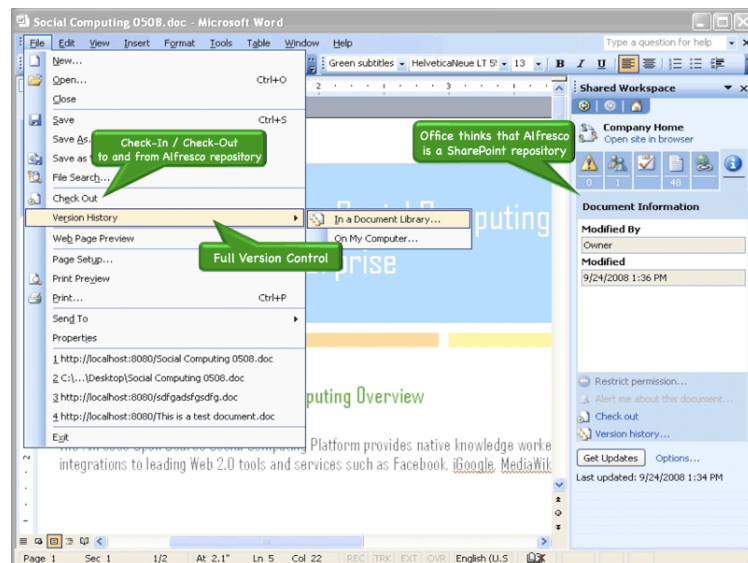 Social Computing 0508.doc - Microsoft Word
File Edit View Insert Format Tools Table Window Help
Type a question for help
Green subtitles HelveticaNeue LT 5 13 B I U
New...
Open... Ctrl+O
Close
Save Ctrl+S
Save As.
Save as
File Search.
Check Out
Version History
Web Page Preview
Page Setup...
Print Preview
Print... Ctrl+P
Send To
Properties
1 http://localhost:8080/Social Computing 0508.doc
2 C:\...\Desktop\Social Computing 0508.doc
3 http://localhost:8080/sdfgadsfgsdfg.doc
4 http://localhost:8080/This is a test document.doc
Exit
Check-In / Check-Out
to and from Alfresco repository
In a Document Library...
On My Computer...
Full Version Control
Office thinks that Alfresco
is a SharePoint repository
2 3
Social Computing
rprise
puting Overview
Platform provides native knowledge worke
integrations to leading Web 2.0 tools and services such as Facebook, iGoogle, MediaWik
Shared Workspace
Company Home
Open site in browser
0 1 48
Document Information
Modified By
Owner
Modified
9/24/2008 1:36 PM
Restrict permission...
Alert me about this document...
Check out
Version history...
Get Updates Options...
Last updated: 9/24/2008 1:34 PM
Page 1 Sec 1 1/2 At 2.1" Ln 5 Col 22 REC TRK EXT OVR English (U.S